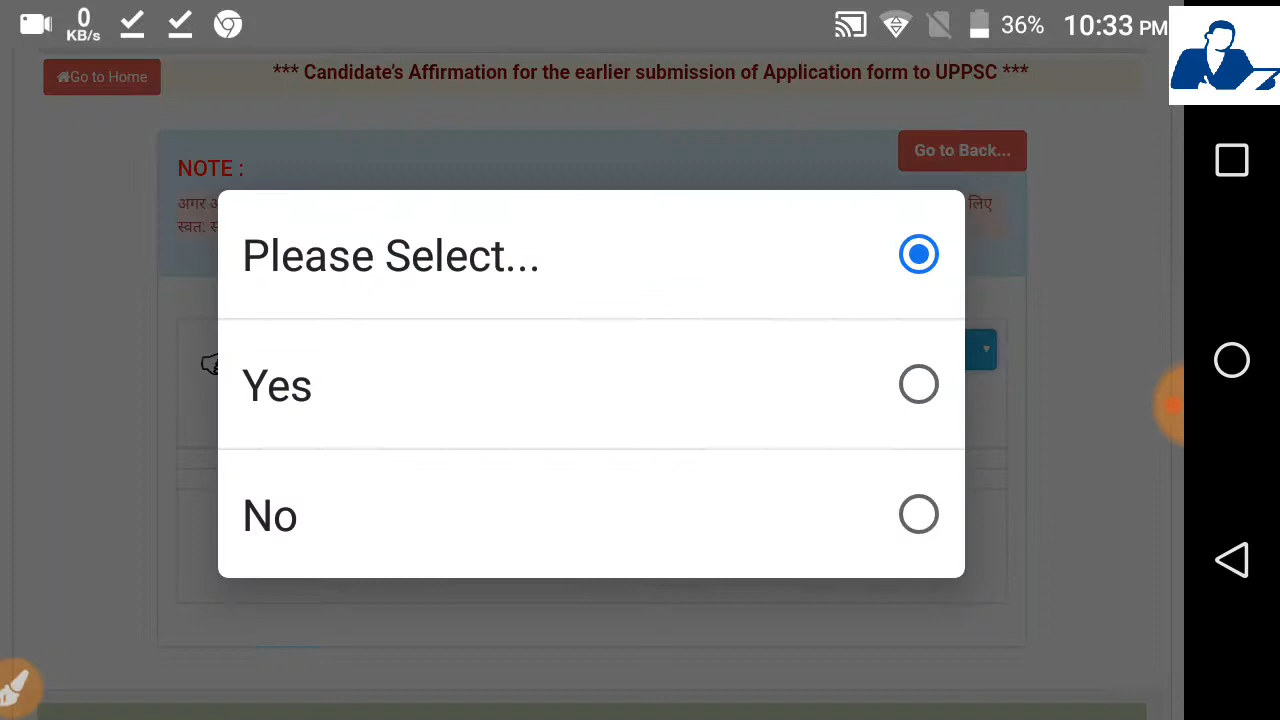 0
KB/s
36% 10:33 PM
Go to Home
*** Candidate's Affirmation for the earlier submission of Application form to UPPSC ***
Go to Back...
NOTE :
अगर
लिए
स्वत:
Please Select...
Yes
No